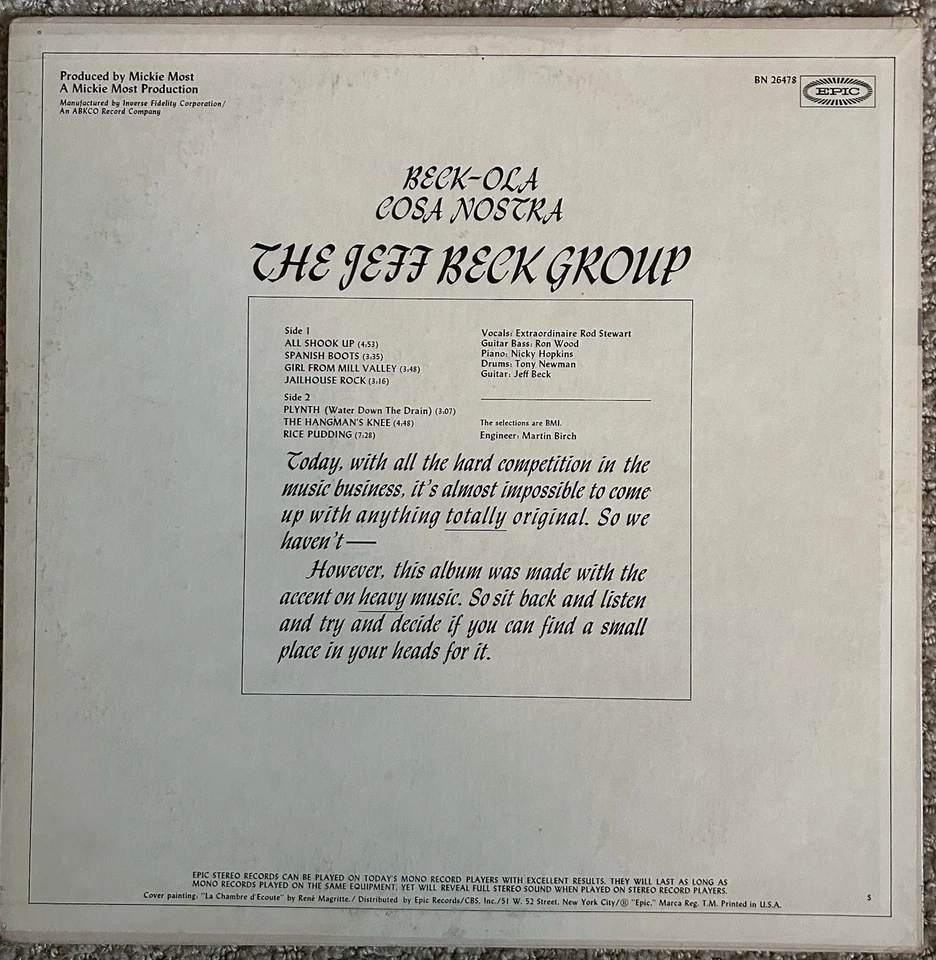 Produced by Mickie Most
A Mickie Most Production
Manufactured by Inverse Fidelity Corporation/
An ABKCO Record Company
BN 26478 EPIC
BECK-OLA
COSA NOSTRA
THE JEFF BECK GROUP
Side 1
ALL SHOOK UP (4:53)
SPANISH BOOTS (3:35)
GIRL FROM MILL VALLEY (3:48)
JAILHOUSE ROCK (3:16)
Side 2
PLYNTH (Water Down The Drain) (3:07)
THE HANGMAN'S KNEE (4:48)
RICE PUDDING (7:28)
Vocals: Extraordinaire Rod Stewart
Guitar Bass: Ron Wood
Piano: Nicky Hopkins
Drums: Tony Newman
Guitar: Jeff Beck
The selections are BMI.
Engineer: Martin Birch
Today, with all the hard competition in the
music business, it's almost impossible to come
up with anything totally original. So we
haven't—
However, this album was made with the
accent on heavy music. So sit back and listen
and try and decide if you can find a small
place in your heads for it.
EPIC STEREO RECORDS CAN BE PLAYED ON TODAY'S MONO RECORD PLAYERS WITH EXCELLENT RESULTS. THEY WILL LAST AS LONG AS
MONO RECORDS PLAYED ON THE SAME EQUIPMENT, YET WILL REVEAL FULL STEREO SOUND WHEN PLAYED ON STEREO RECORD PLAYERS.
Cover painting: "La Chambre d'Ecoute" by René Magritte./ Distributed by Epic Records/CBS, Inc./51 W. 52 Street, New York City/® "Epic," Marca Reg. T.M. Printed in U.S.A.
S